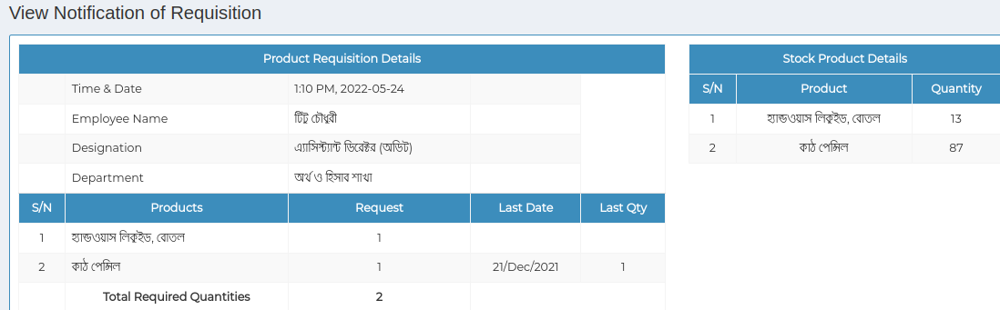 View Notification of Requisition
Product Requisition Details
Time & Date 1:10 PM, 2022-05-24
Employee Name টিটু চৌধুরী
Designation এ্যাসিস্ট্যান্ট ডিরেক্টর (অডিট)
Department অর্থ ও হিসাব শাখা
S/N Products Request Last Date Last Qty
1 হ্যান্ডওয়াস লিকুইড, বোতল 1
2 কাঠ পেন্সিল 1 21/Dec/2021 1
Total Required Quantities 2
Stock Product Details
S/N Product Quantity
1 হ্যান্ডওয়াস লিকুইড, বোতল 13
2 কাঠ পেন্সিল 87